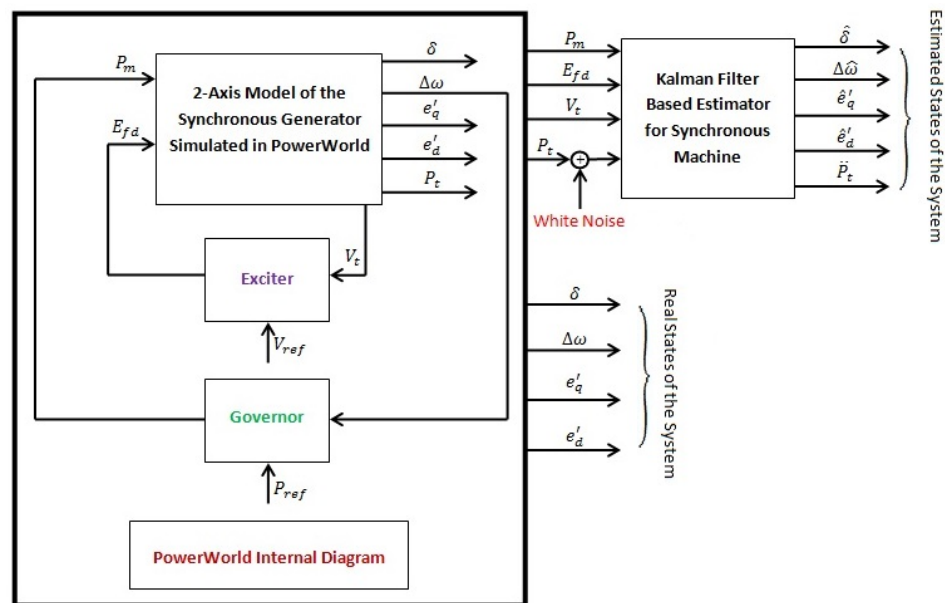 P_m
E_fd
2-Axis Model of the
Synchronous Generator
Simulated in PowerWorld
δ
Δω
e′_q
e′_d
P_t
V_t
Exciter
V_ref
Governor
P_ref
PowerWorld Internal Diagram
P_m
E_fd
V_t
P_t
+
White Noise
Kalman Filter
Based Estimator
for Synchronous
Machine
δ̂
Δω̂
ê′_q
ê′_d
P̈_t
Estimated States of the System
δ
Δω
e′_q
e′_d
Real States of the System